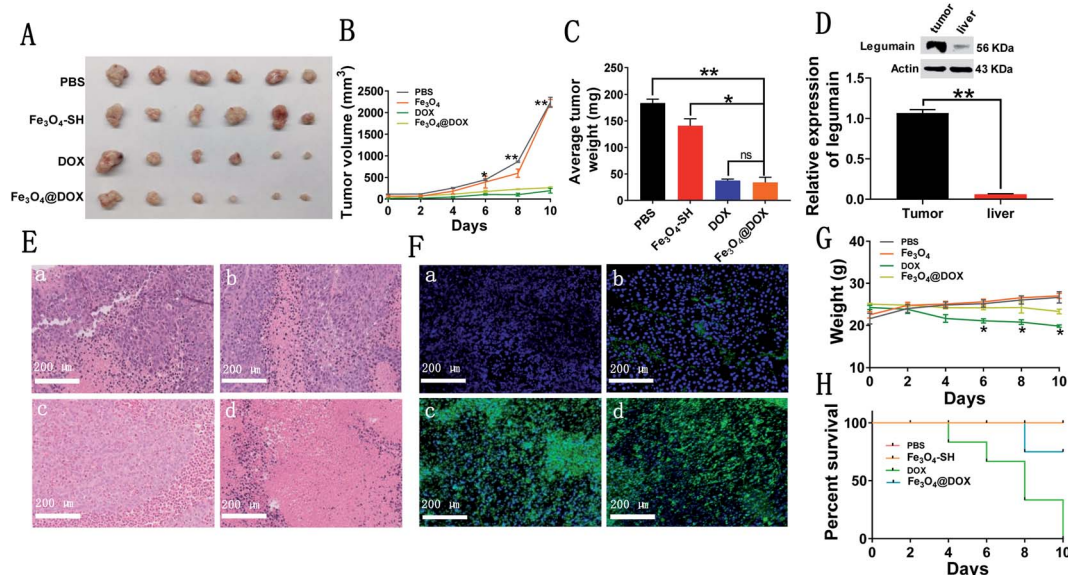 A
PBS
Fe₃O₄-SH
DOX
Fe₃O₄@DOX
B
Tumor volume (mm³)
2500
2000
1500
1000
500
0
PBS
Fe₃O₄
DOX
Fe₃O₄@DOX
*
**
**
0 2 4 6 8 10
Days
C
Average tumor
weight (mg)
250
200
150
100
50
0
**
*
ns
PBS
Fe₃O₄-SH
DOX
Fe₃O₄@DOX
D
tumor
liver
Legumain
56 KDa
Actin
43 KDa
Relative expression
of legumain
1.5
1.0
0.5
0.0
**
Tumor liver
E
a
200 μm
b
200 μm
c
200 μm
d
200 μm
F
a
200 μm
b
200 μm
c
200 μm
d
200 μm
G
Weight (g)
40
30
20
10
PBS
Fe₃O₄
DOX
Fe₃O₄@DOX
* * *
0 2 4 6 8 10
Days
H
Percent survival
100
50
0
PBS
Fe₃O₄-SH
DOX
Fe₃O₄@DOX
0 2 4 6 8 10
Days